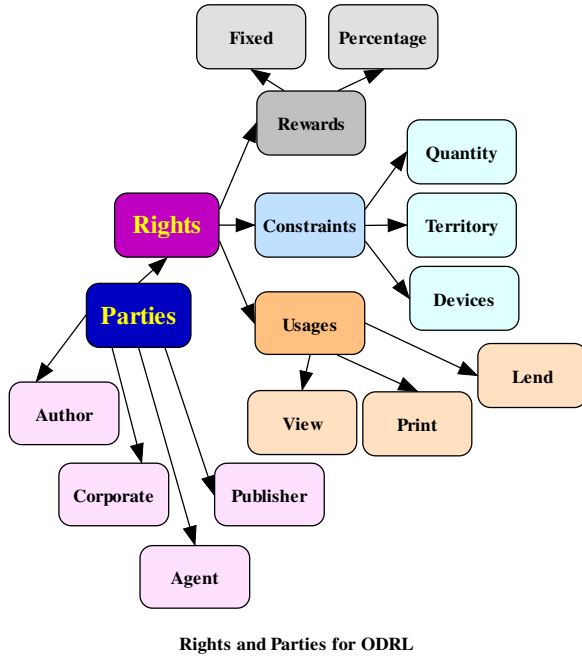 Fixed
Percentage
Rewards
Quantity
Rights
Constraints
Territory
Devices
Parties
Usages
Lend
Author
View
Print
Corporate
Publisher
Agent
Rights and Parties for ODRL